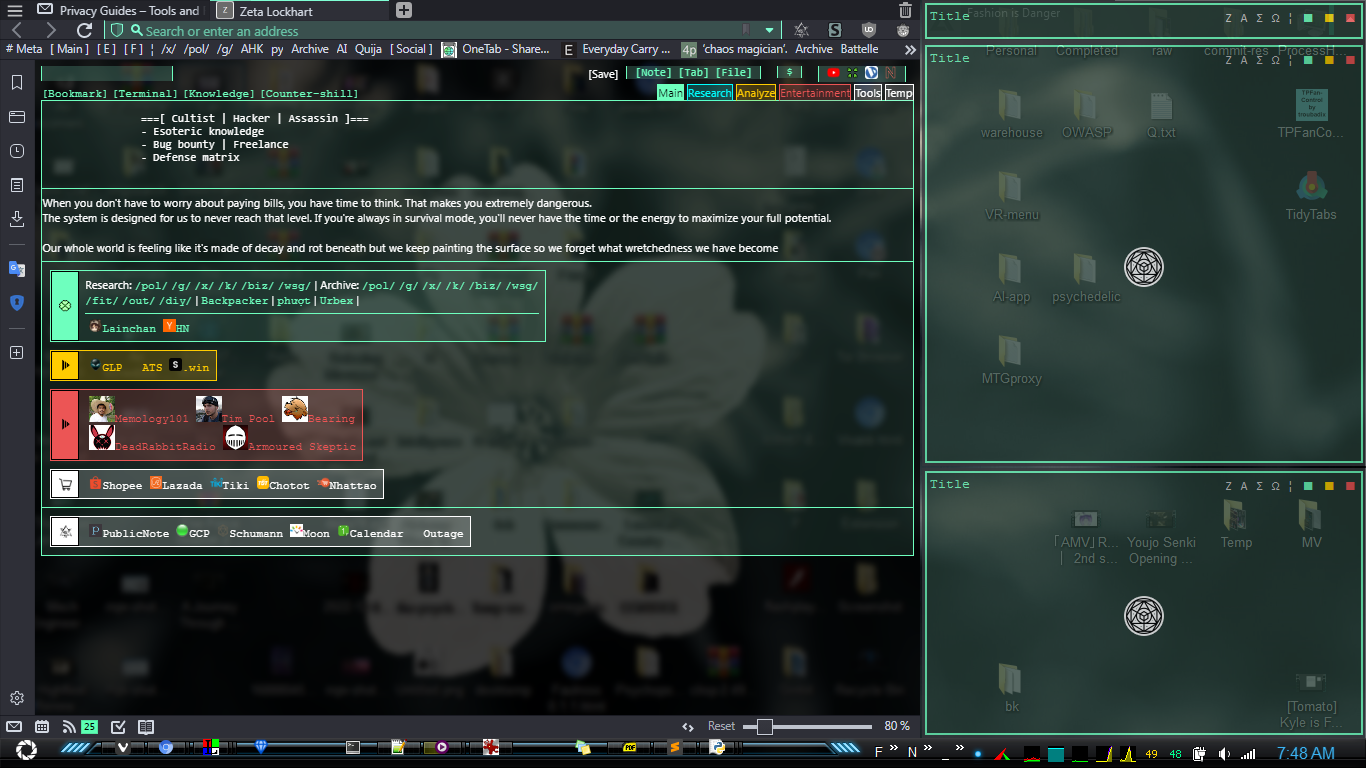 Privacy Guides – Tools and
Z Zeta Lockhart
Search or enter an address
# Meta [ Main ] [ E ] [ F ] ¦ /x/ /pol/ /g/ AHK py Archive AI Quija [ Social ] OneTab - Share... E Everyday Carry ... 4p ‘chaos magician’. Archive Battelle »
[Save] [Note] [Tab] [File] $
[Bookmark] [Terminal] [Knowledge] [Counter-shill]
Main Research Analyze Entertainment Tools Temp
===[ Cultist | Hacker | Assassin ]===
- Esoteric knowledge
- Bug bounty | Freelance
- Defense matrix
When you don't have to worry about paying bills, you have time to think. That makes you extremely dangerous.
The system is designed for us to never reach that level. If you're always in survival mode, you'll never have the time or the energy to maximize your full potential.
Our whole world is feeling like it's made of decay and rot beneath but we keep painting the surface so we forget what wretchedness we have become
Research: /pol/ /g/ /x/ /k/ /biz/ /wsg/ | Archive: /pol/ /g/ /x/ /k/ /biz/ /wsg/
/fit/ /out/ /diy/ | Backpacker | phượt | Urbex |
Lainchan Y HN
GLP ATS S .win
Memology101 Tim Pool Bearing
DeadRabbitRadio Armoured Skeptic
Shopee Lazada Tiki Chotot Nhattao
PublicNote GCP Schumann Moon Calendar Outage
25
Reset 80 %
Title Fashion is Danger Z A Σ Ω ¦
Personal Completed raw commit-res ProcessH...
Title Z A Σ Ω ¦
warehouse OWASP Q.txt TPFanCo...
VR-menu TidyTabs
AI-app psychedelic
MTGproxy
Title Z A Σ Ω ¦
「AMV」R... Youjo Senki Temp MV
| 2nd s... Opening ...
bk [Tomato]
Kyle is F...
PDF F » N » _ » 49 48 7:48 AM